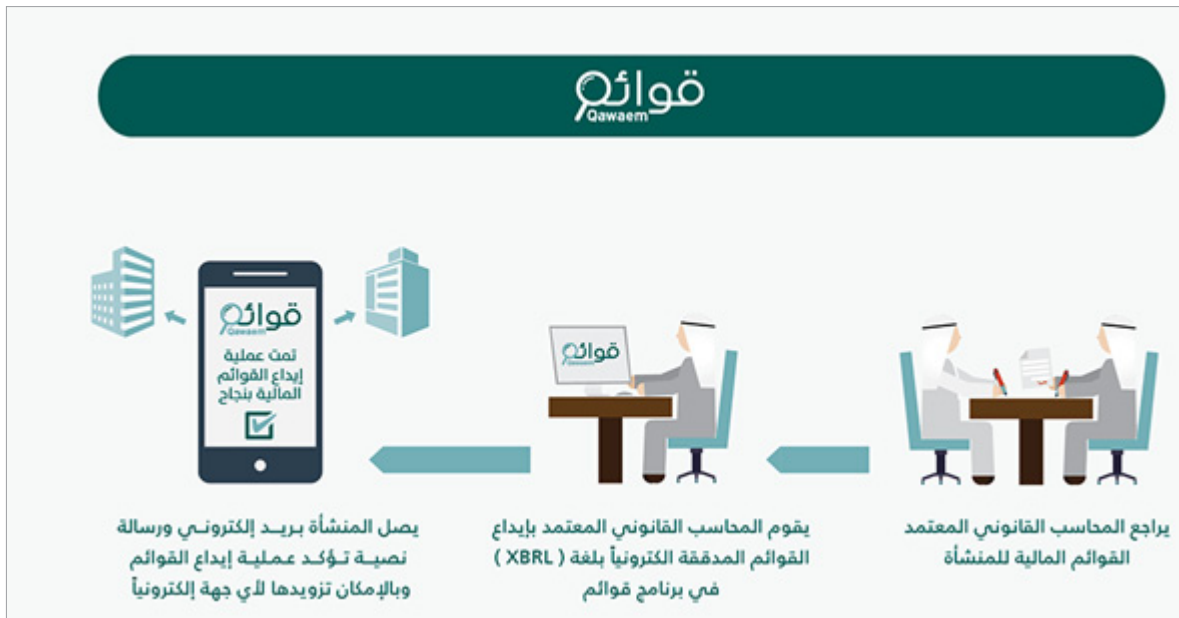 قوائم
Qawaem
يراجع المحاسب القانوني المعتمد
القوائم المالية للمنشأة
قوائم
Qawaem
يقوم المحاسب القانوني المعتمد بإيداع
القوائم المدققة الكترونياً بلغة ( XBRL )
في برنامج قوائم
قوائم
Qawaem
تمت عملية
إيداع القوائم
المالية بنجاح
يصل المنشأة بريد إلكتروني ورسالة
نصية تؤكد عملية إيداع القوائم
وبالإمكان تزويدها لأي جهة إلكترونياً